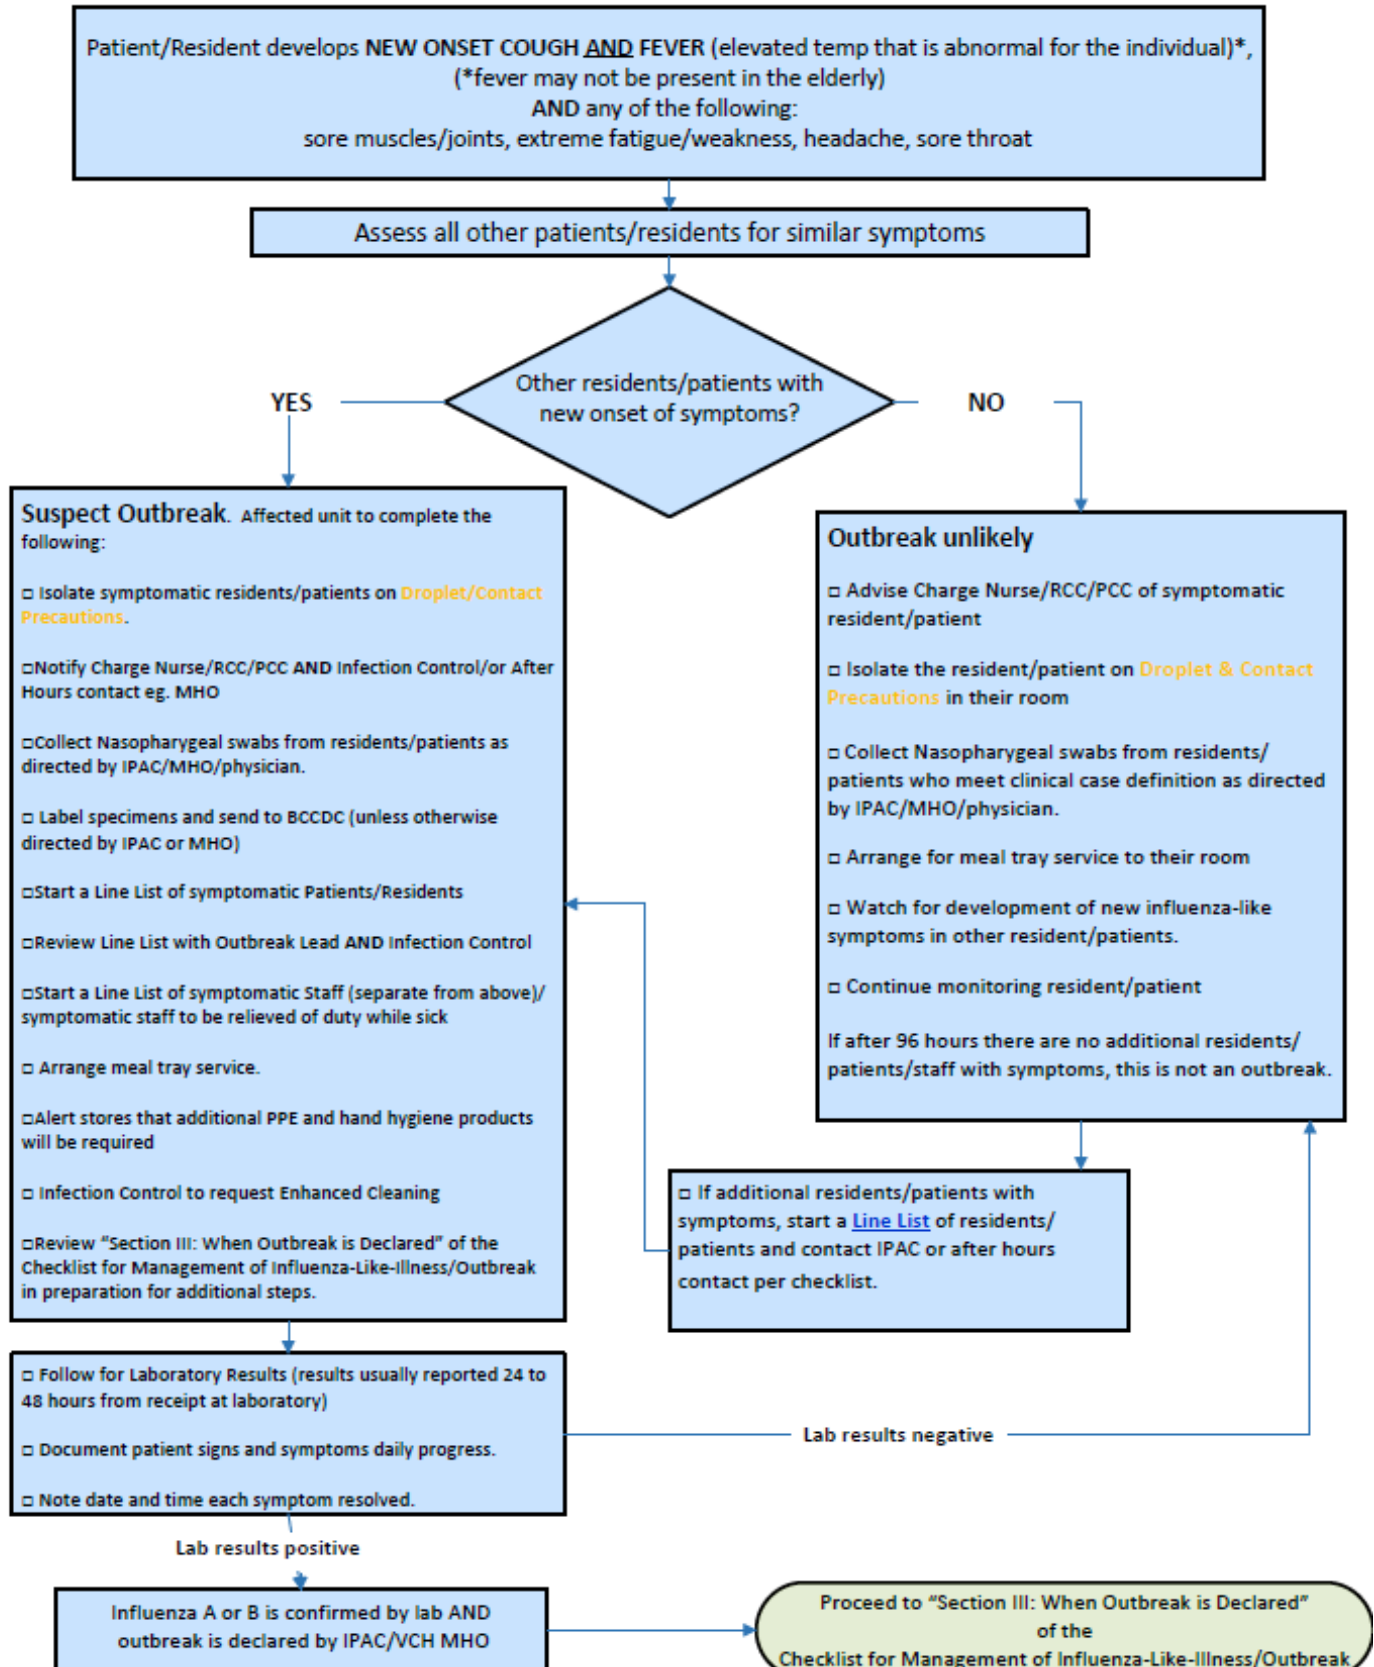 Patient/Resident develops NEW ONSET COUGH AND FEVER (elevated temp that is abnormal for the individual)*,
(*fever may not be present in the elderly)
AND any of the following:
sore muscles/joints, extreme fatigue/weakness, headache, sore throat
Assess all other patients/residents for similar symptoms
Other residents/patients with
new onset of symptoms?
YES
NO
Suspect Outbreak. Affected unit to complete the
following:
□ Isolate symptomatic residents/patients on Droplet/Contact
Precautions.
□Notify Charge Nurse/RCC/PCC AND Infection Control/or After
Hours contact eg. MHO
□Collect Nasopharygeal swabs from residents/patients as
directed by IPAC/MHO/physician.
□ Label specimens and send to BCCDC (unless otherwise
directed by IPAC or MHO)
□Start a Line List of symptomatic Patients/Residents
□Review Line List with Outbreak Lead AND Infection Control
□Start a Line List of symptomatic Staff (separate from above)/
symptomatic staff to be relieved of duty while sick
□ Arrange meal tray service.
□Alert stores that additional PPE and hand hygiene products
will be required
□ Infection Control to request Enhanced Cleaning
□Review “Section III: When Outbreak is Declared” of the
Checklist for Management of Influenza-Like-Illness/Outbreak
in preparation for additional steps.
Outbreak unlikely
□ Advise Charge Nurse/RCC/PCC of symptomatic
resident/patient
□ Isolate the resident/patient on Droplet & Contact
Precautions in their room
□ Collect Nasopharygeal swabs from residents/
patients who meet clinical case definition as directed
by IPAC/MHO/physician.
□ Arrange for meal tray service to their room
□ Watch for development of new influenza-like
symptoms in other resident/patients.
□ Continue monitoring resident/patient
If after 96 hours there are no additional residents/
patients/staff with symptoms, this is not an outbreak.
□ If additional residents/patients with
symptoms, start a Line List of residents/
patients and contact IPAC or after hours
contact per checklist.
□ Follow for Laboratory Results (results usually reported 24 to
48 hours from receipt at laboratory)
□ Document patient signs and symptoms daily progress.
□ Note date and time each symptom resolved.
Lab results negative
Lab results positive
Influenza A or B is confirmed by lab AND
outbreak is declared by IPAC/VCH MHO
Proceed to “Section III: When Outbreak is Declared”
of the
Checklist for Management of Influenza-Like-Illness/Outbreak